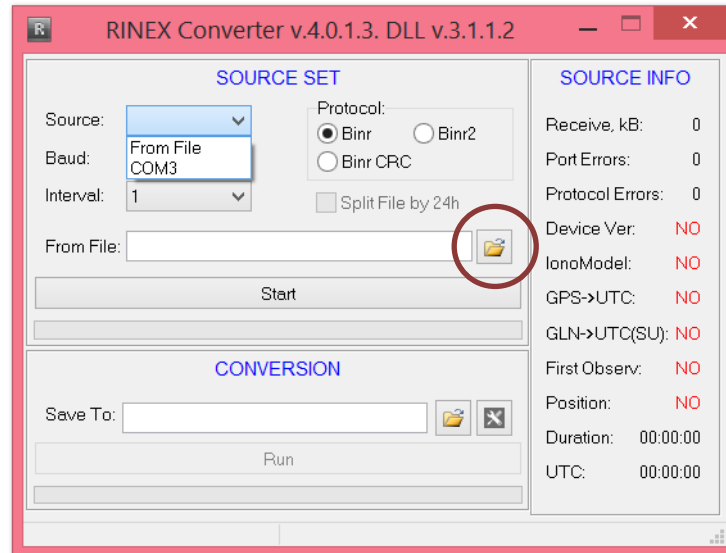 R RINEX Converter v.4.0.1.3. DLL v.3.1.1.2
SOURCE SET
Source:
From File
COM3
Baud:
Interval: 1
Protocol:
Binr Binr2
Binr CRC
Split File by 24h
From File:
Start
CONVERSION
Save To:
Run
SOURCE INFO
Receive, kB: 0
Port Errors: 0
Protocol Errors: 0
Device Ver: NO
IonoModel: NO
GPS->UTC: NO
GLN->UTC(SU): NO
First Observ: NO
Position: NO
Duration: 00:00:00
UTC: 00:00:00